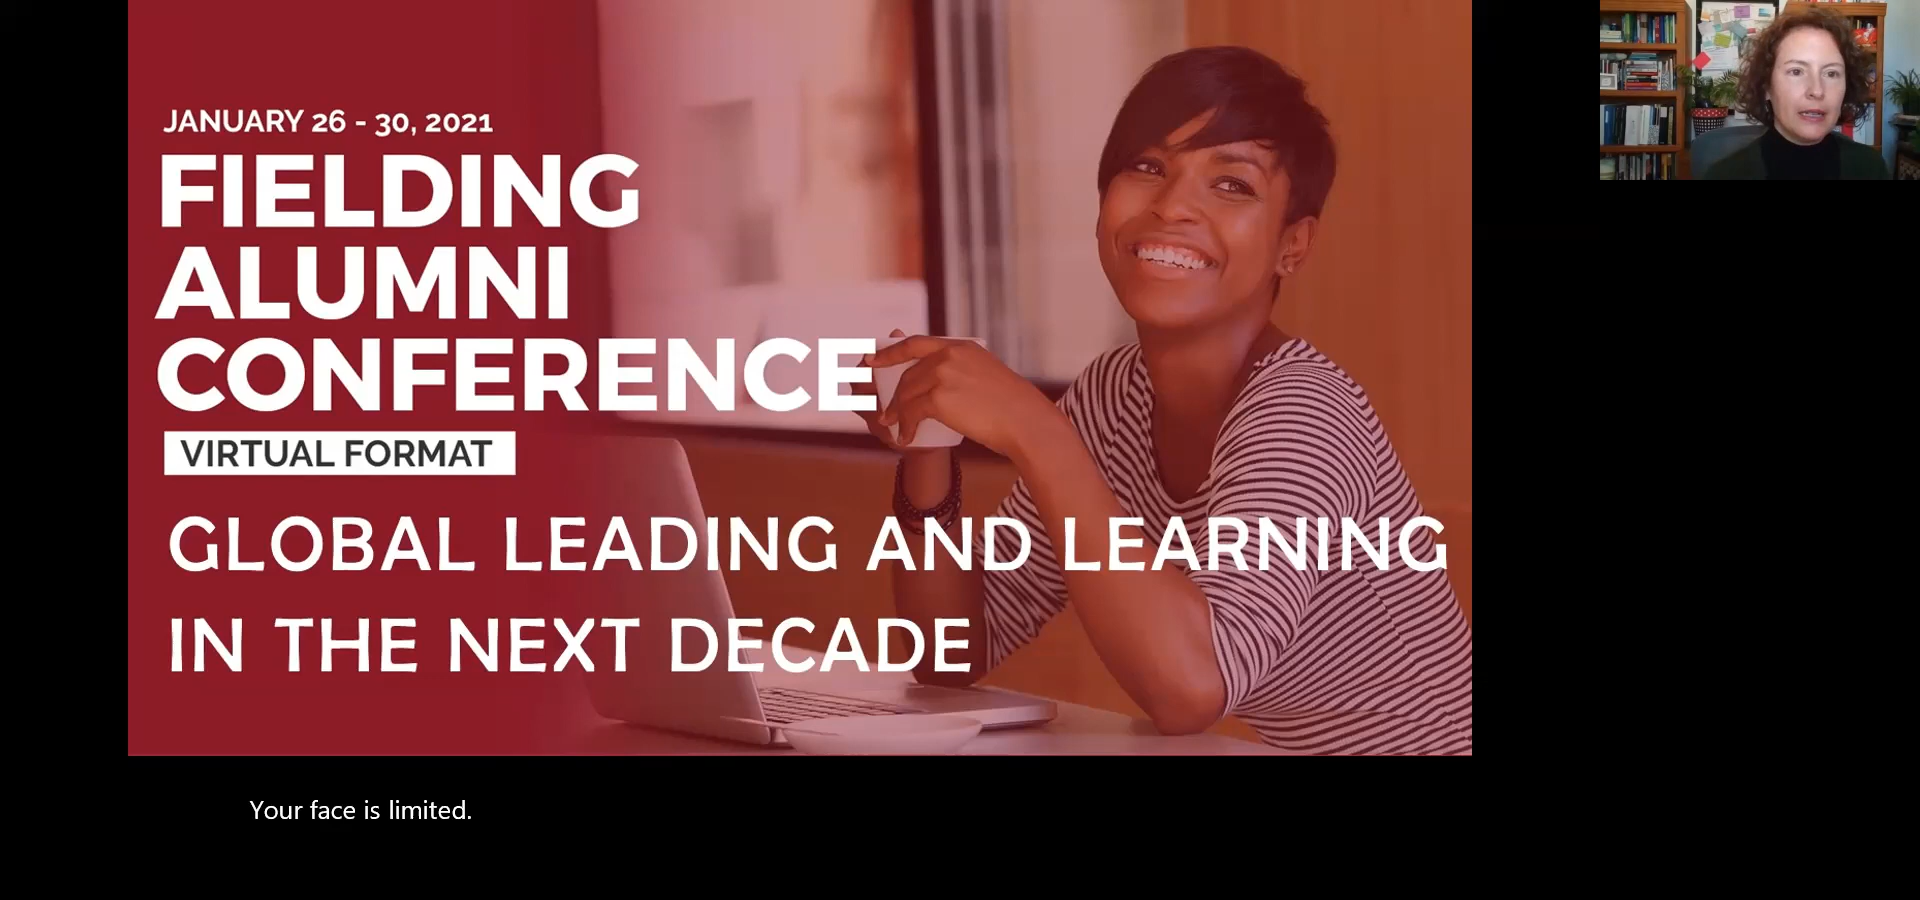 JANUARY 26 - 30, 2021
FIELDING
ALUMNI
CONFERENCE
VIRTUAL FORMAT
GLOBAL LEADING AND LEARNING
IN THE NEXT DECADE
Your face is limited.